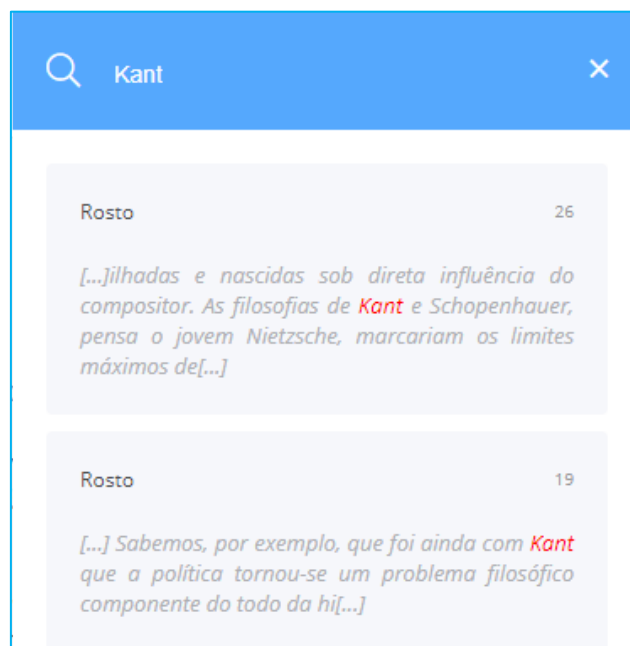 Kant
Rosto 26
[...]ilhadas e nascidas sob direta influência do
compositor. As filosofias de Kant e Schopenhauer,
pensa o jovem Nietzsche, marcariam os limites
máximos de[...]
Rosto 19
[...] Sabemos, por exemplo, que foi ainda com Kant
que a política tornou-se um problema filosófico
componente do todo da hi[...]